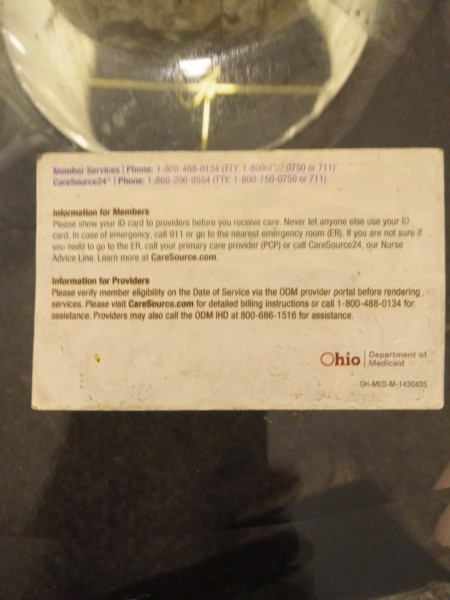 Member Services | Phone: 1-800-488-0134 (TTY: 1-800-750-0750 or 711)
CareSource24™ | Phone: 1-866-206-0554 (TTY: 1-800-750-0750 or 711)
Information for Members
Please show your ID card to providers before you receive care. Never let anyone else use your ID
card. In case of emergency, call 911 or go to the nearest emergency room (ER). If you are not sure if
you need to go to the ER, call your primary care provider (PCP) or call CareSource24, our Nurse
Advice Line. Learn more at CareSource.com.
Information for Providers
Please verify member eligibility on the Date of Service via the ODM provider portal before rendering
services. Please visit CareSource.com for detailed billing instructions or call 1-800-488-0134 for
assistance. Providers may also call the ODM IHD at 800-686-1516 for assistance.
Ohio | Department of
Medicaid
OH-MED-M-1430435